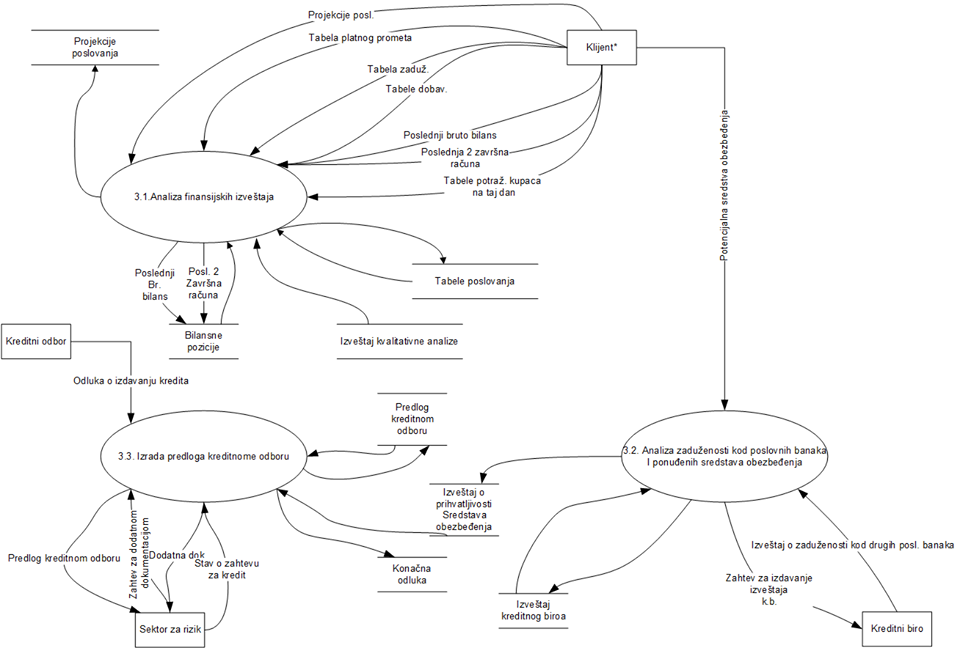 Projekcije posl.
Projekcije
poslovanja
Tabela platnog prometa
Klijent*
Tabela zaduž.
Tabele dobav.
Poslednji bruto bilans
Poslednja 2 završna
računa
Tabele potraž. kupaca
na taj dan
Potencijalna sredstva obezbeđenja
3.1.Analiza finansijskih izveštaja
Poslednji
Br.
bilans
Posl. 2
Završna
računa
Tabele poslovanja
Bilansne
pozicije
Izveštaj kvalitativne analize
Kreditni odbor
Odluka o izdavanju kredita
Predlog
kreditnom
odboru
3.3. Izrada predloga kreditnome odboru
3.2. Analiza zaduženosti kod poslovnih banaka
I ponuđenih sredstava obezbeđenja
Izveštaj o
prihvatljivosti
Sredstava
obezbeđenja
Predlog kreditnom odboru
Zahtev za dodatnom
dokumentacijom
Dodatna dok
Stav o zahtevu
za kredit
Konačna
odluka
Izveštaj o zaduženosti kod drugih posl. banaka
Zahtev za izdavanje
izveštaja
k.b.
Izveštaj
kreditnog biroa
Sektor za rizik
Kreditni biro